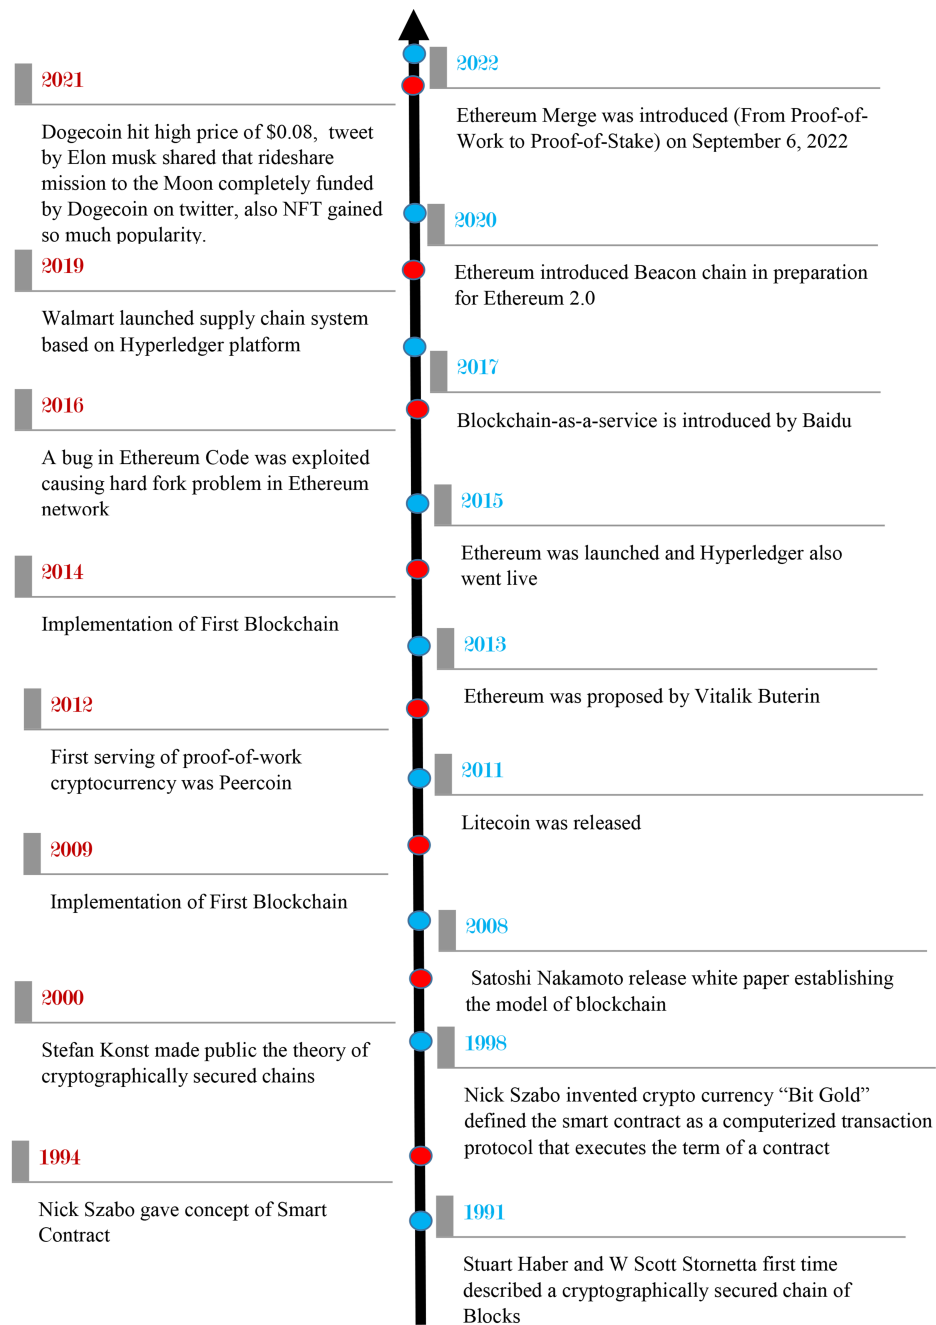 2021
Dogecoin hit high price of $0.08, tweet
by Elon musk shared that rideshare
mission to the Moon completely funded
by Dogecoin on twitter, also NFT gained
so much popularity.
2019
Walmart launched supply chain system
based on Hyperledger platform
2016
A bug in Ethereum Code was exploited
causing hard fork problem in Ethereum
network
2014
Implementation of First Blockchain
2012
First serving of proof-of-work
cryptocurrency was Peercoin
2009
Implementation of First Blockchain
2000
Stefan Konst made public the theory of
cryptographically secured chains
1994
Nick Szabo gave concept of Smart
Contract
2022
Ethereum Merge was introduced (From Proof-of-
Work to Proof-of-Stake) on September 6, 2022
2020
Ethereum introduced Beacon chain in preparation
for Ethereum 2.0
2017
Blockchain-as-a-service is introduced by Baidu
2015
Ethereum was launched and Hyperledger also
went live
2013
Ethereum was proposed by Vitalik Buterin
2011
Litecoin was released
2008
Satoshi Nakamoto release white paper establishing
the model of blockchain
1998
Nick Szabo invented crypto currency “Bit Gold”
defined the smart contract as a computerized transaction
protocol that executes the term of a contract
1991
Stuart Haber and W Scott Stornetta first time
described a cryptographically secured chain of
Blocks